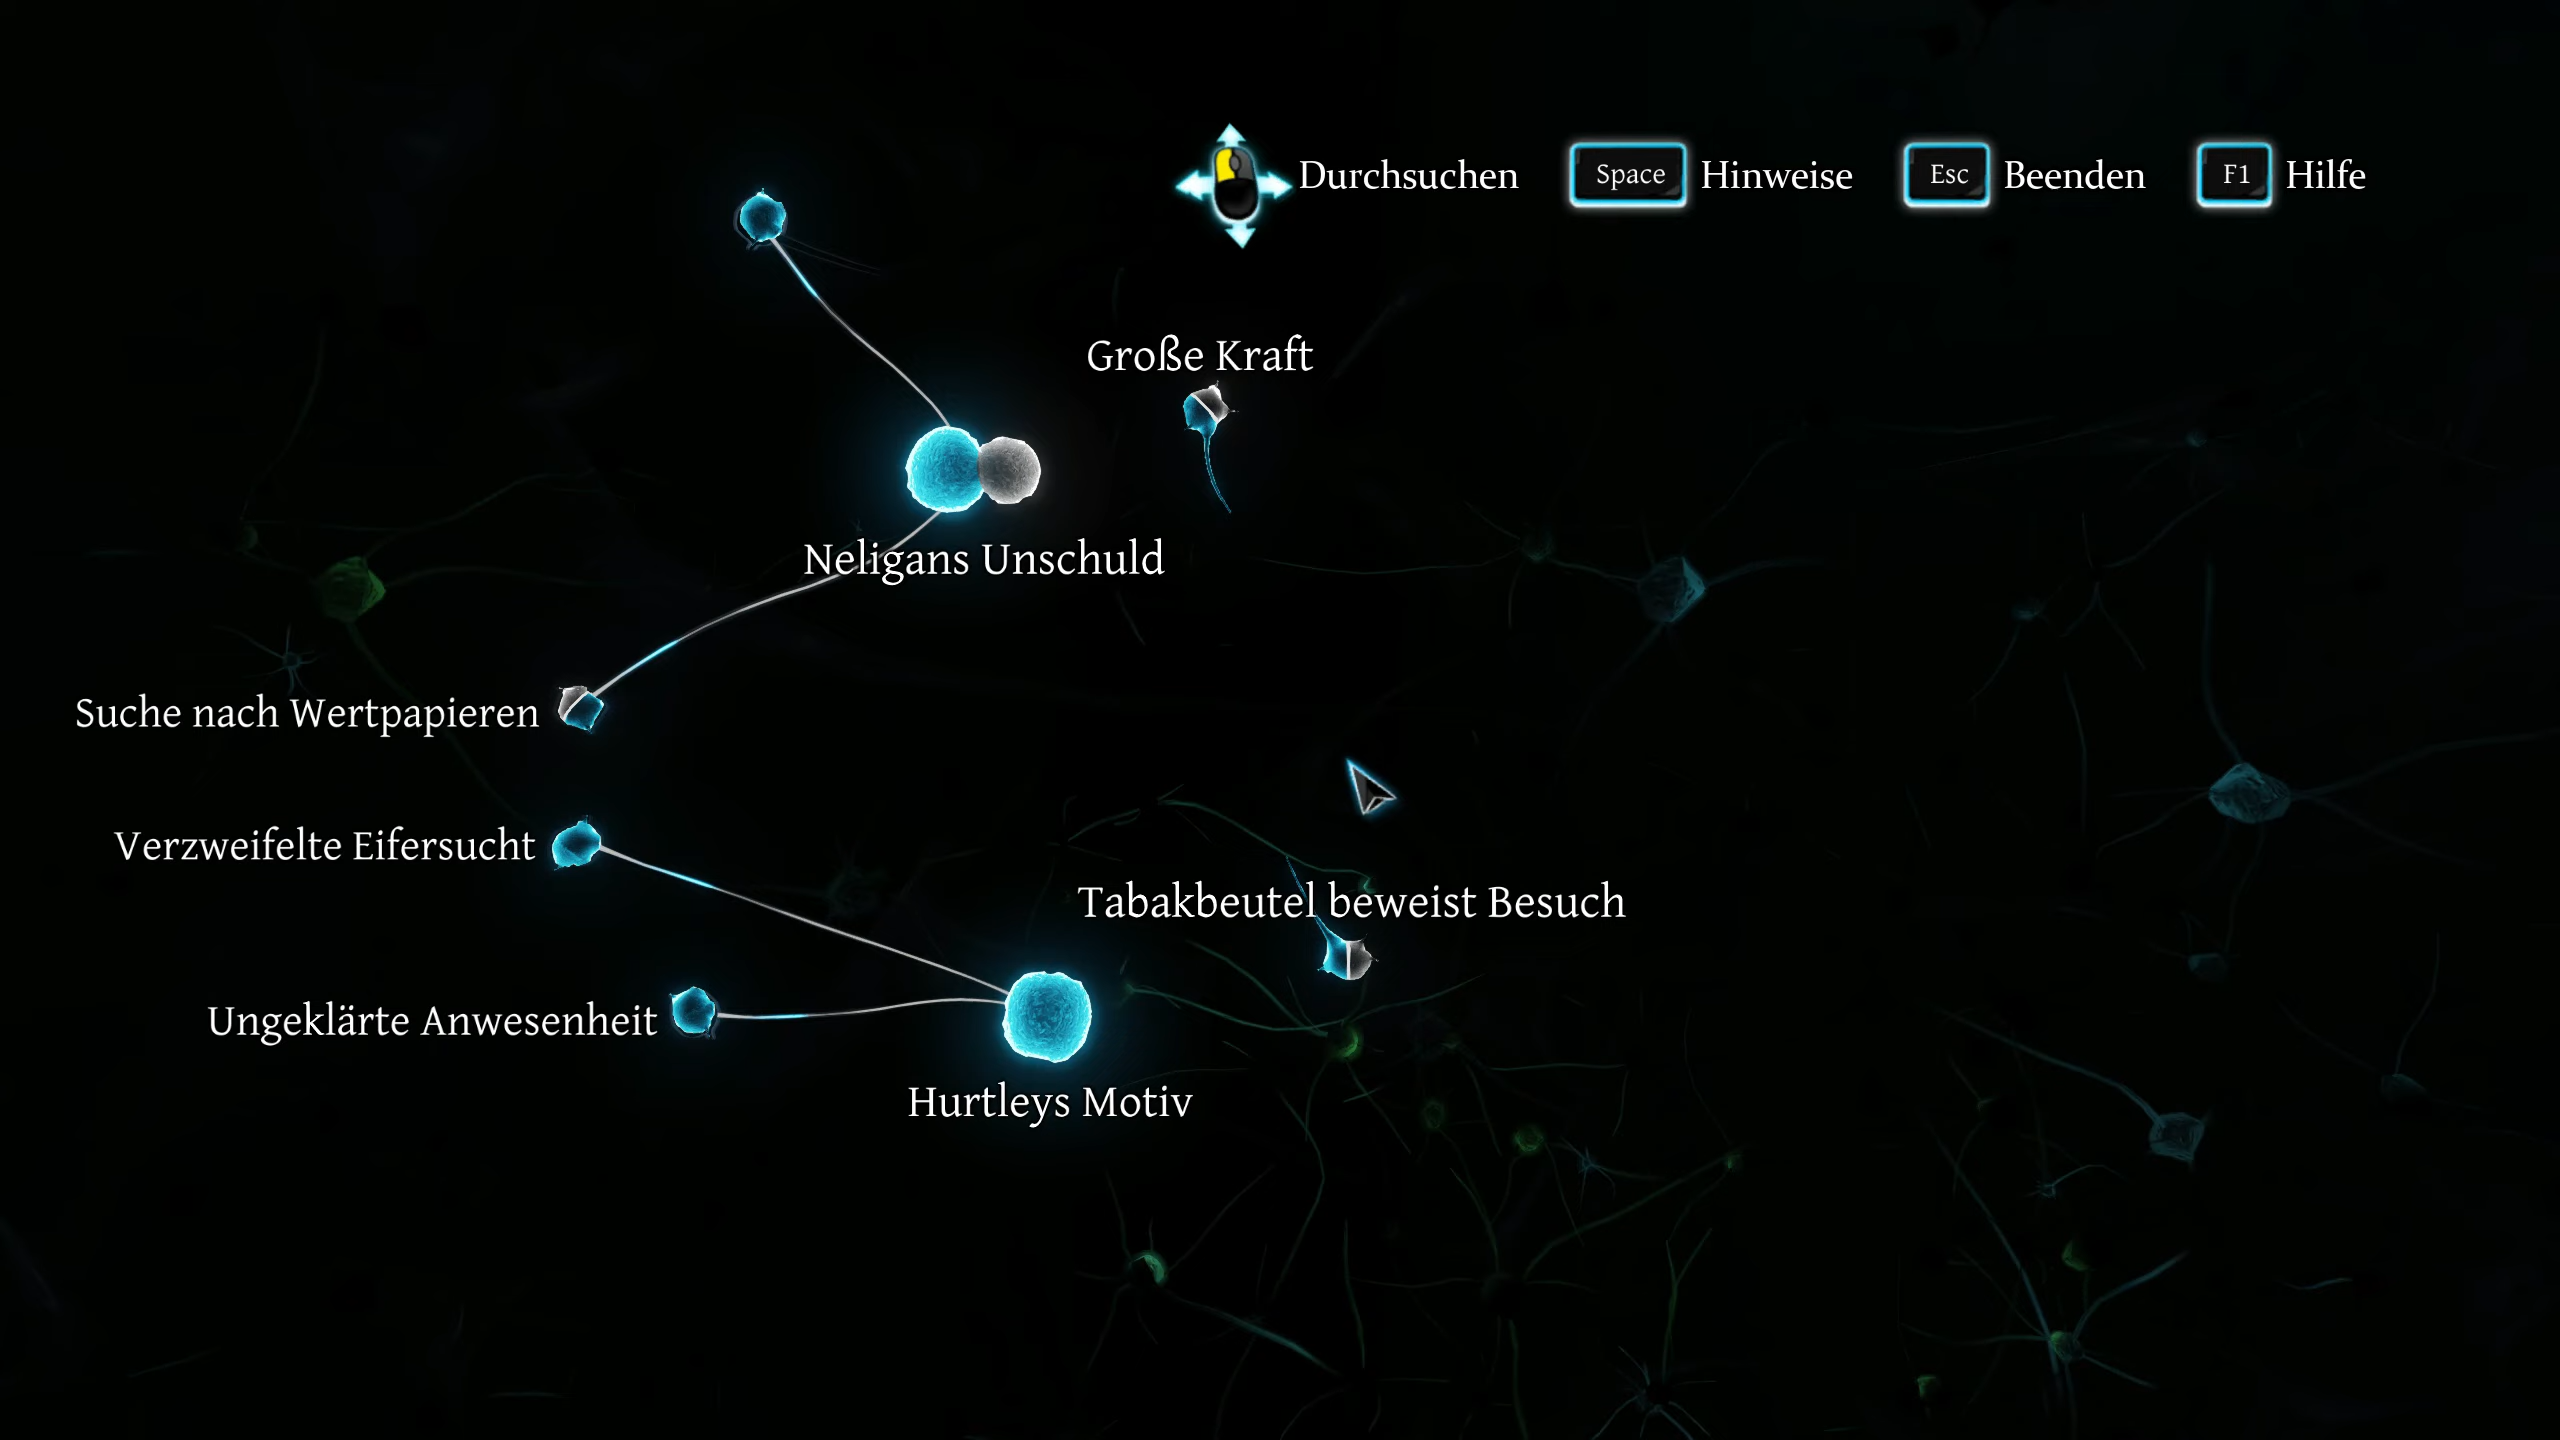 Durchsuchen
Space Hinweise
Esc Beenden
F1 Hilfe
Große Kraft
Neligans Unschuld
Suche nach Wertpapieren
Verzweifelte Eifersucht
Tabakbeutel beweist Besuch
Ungeklärte Anwesenheit
Hurtleys Motiv